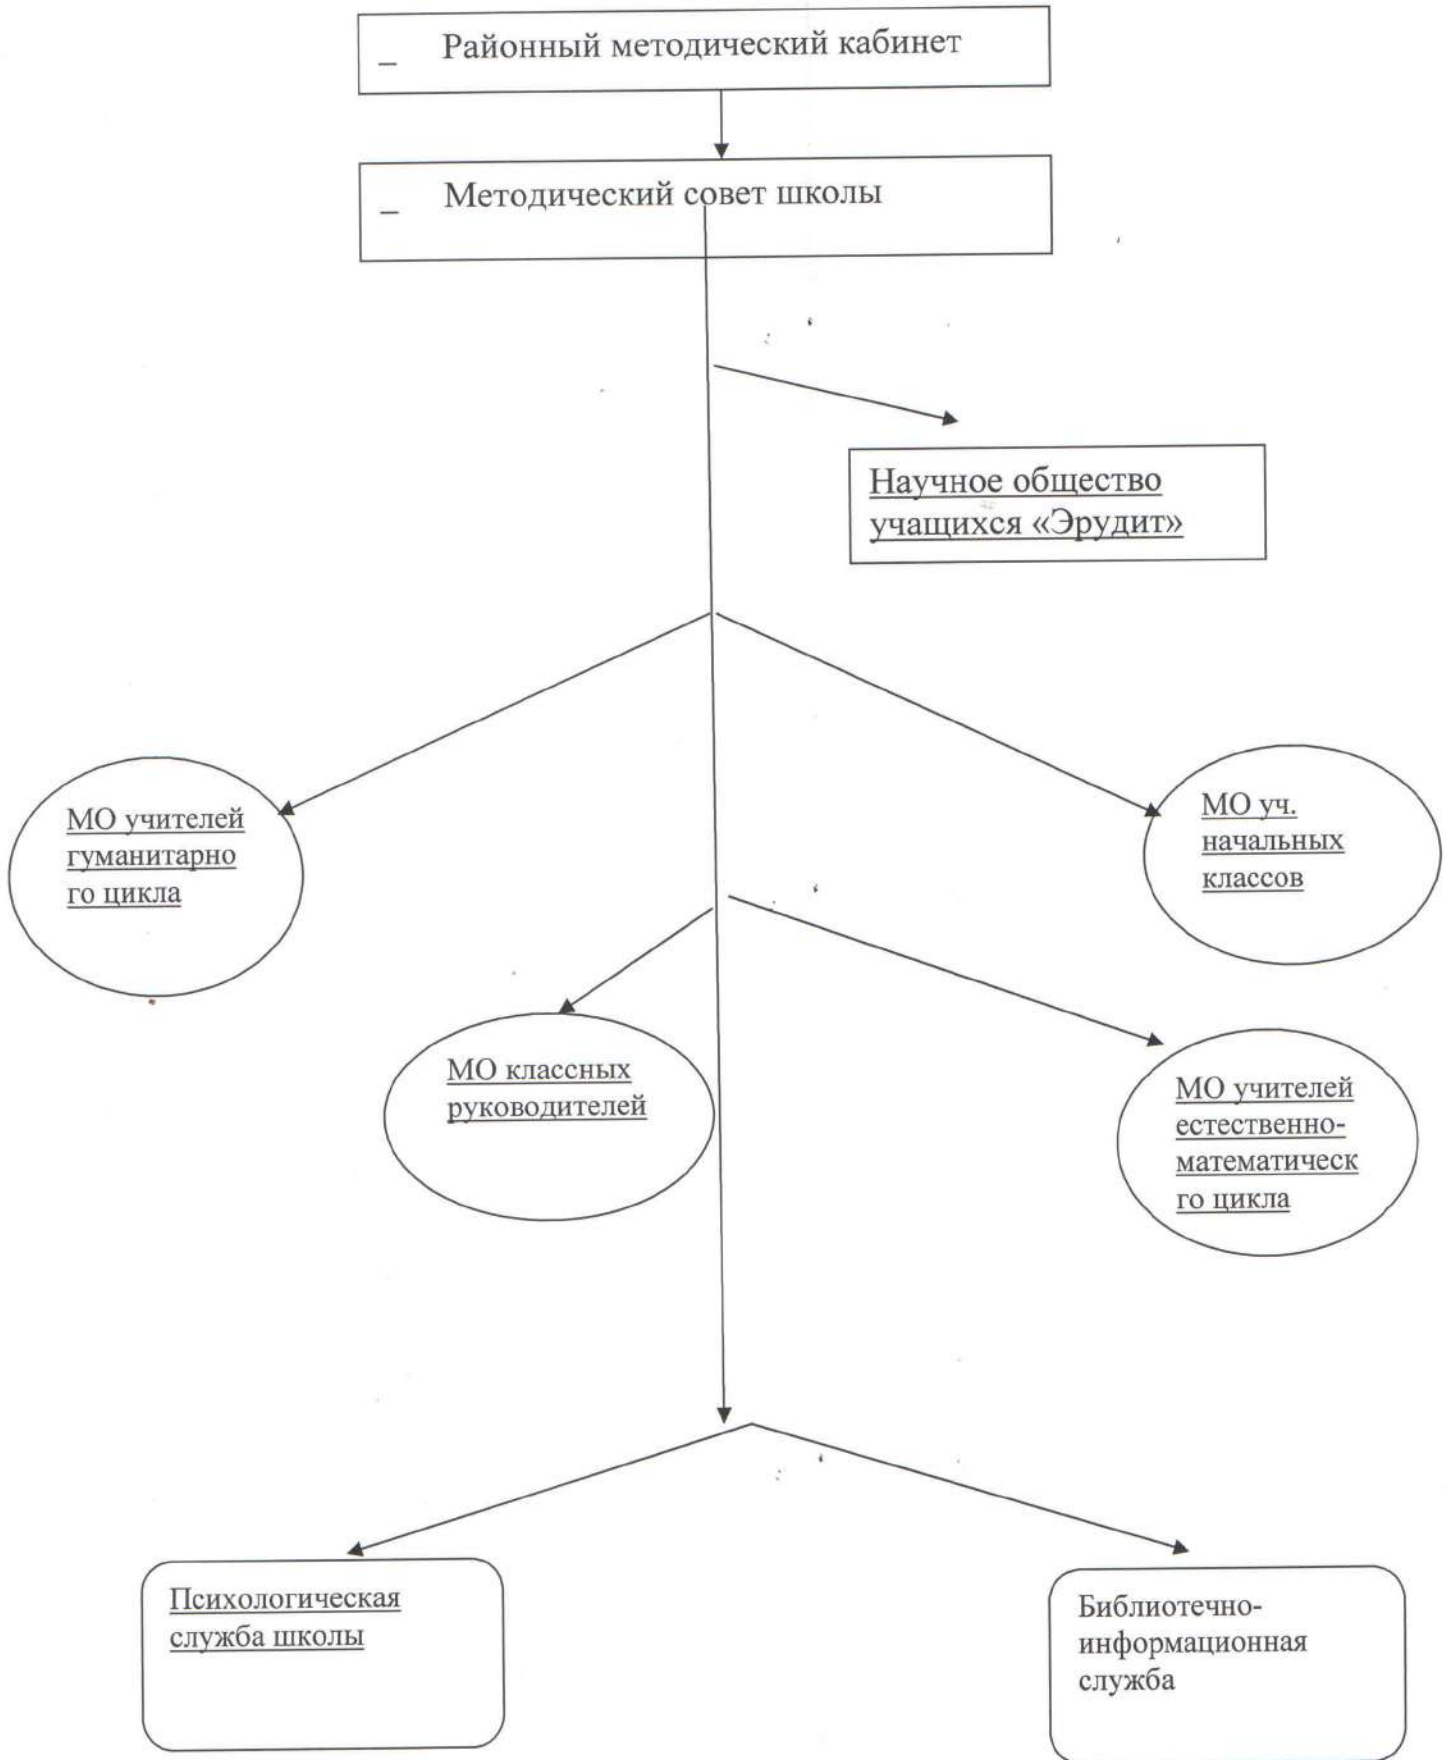 _ Районный методический кабинет
_ Методический совет школы
Научное общество
учащихся «Эрудит»
МО учителей
гуманитарно
го цикла
МО уч.
начальных
классов
МО классных
руководителей
МО учителей
естественно-
математическ
го цикла
Психологическая
служба школы
Библиотечно-
информационная
служба